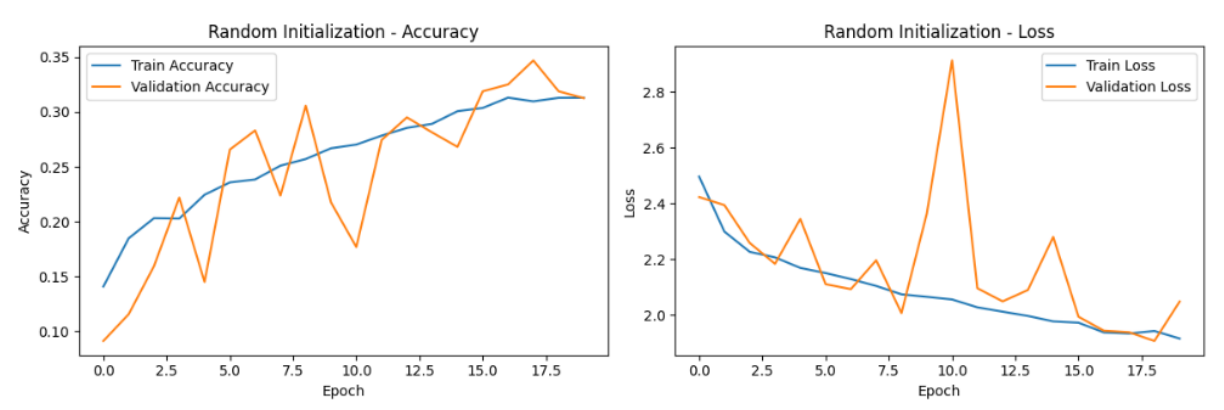 Random Initialization - Accuracy
Train Accuracy
Validation Accuracy
Accuracy
0.35
0.30
0.25
0.20
0.15
0.10
0.0 2.5 5.0 7.5 10.0 12.5 15.0 17.5
Epoch
Random Initialization - Loss
Train Loss
Validation Loss
Loss
2.8
2.6
2.4
2.2
2.0
0.0 2.5 5.0 7.5 10.0 12.5 15.0 17.5
Epoch